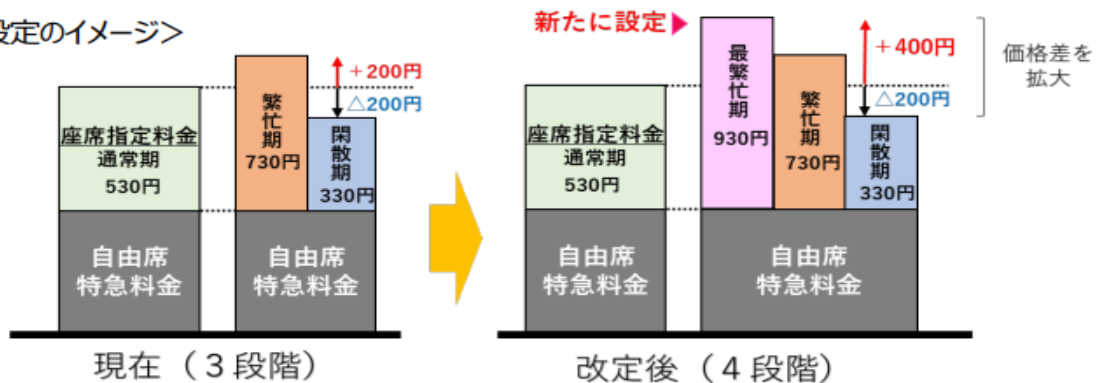 設定のイメージ>
座席指定料金
通常期
530円
自由席
特急料金
繁忙期
730円
閑散期
330円
+200円
△200円
自由席
特急料金
現在（3段階）
新たに設定▶
座席指定料金
通常期
530円
自由席
特急料金
最繁忙期
930円
繁忙期
730円
閑散期
330円
+400円
△200円
価格差を
拡大
自由席
特急料金
改定後（4段階）